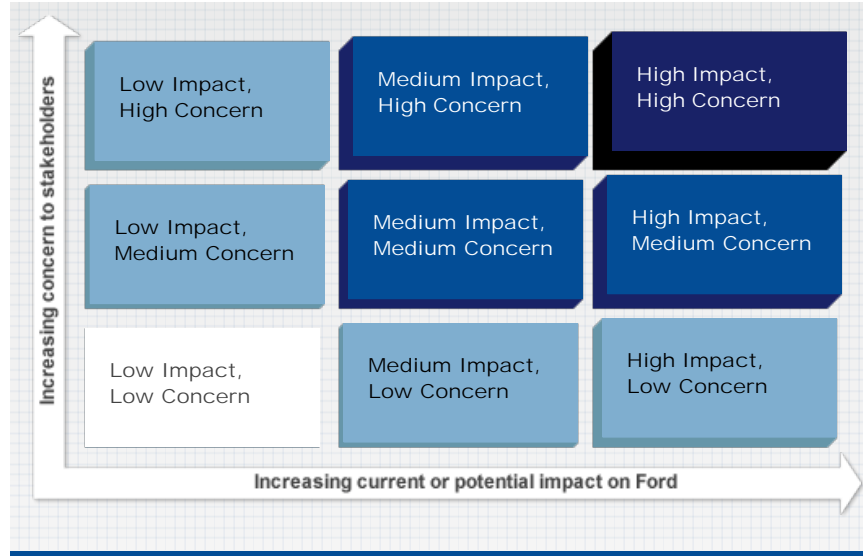 Increasing concern to stakeholders
Low Impact,
High Concern
Medium Impact,
High Concern
High Impact,
High Concern
Low Impact,
Medium Concern
Medium Impact,
Medium Concern
High Impact,
Medium Concern
Low Impact,
Low Concern
Medium Impact,
Low Concern
High Impact,
Low Concern
Increasing current or potential impact on Ford